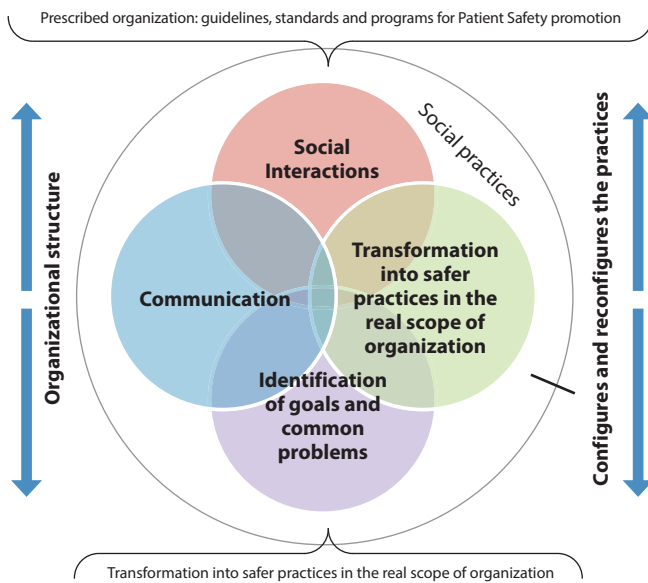 Prescribed organization: guidelines, standards and programs for Patient Safety promotion
Social practices
Social
Interactions
Organizational structure
Communication
Transformation
into safer
practices in the
real scope of
organization
Configures and reconfigures the practices
Identification
of goals and
common
problems
Transformation into safer practices in the real scope of organization